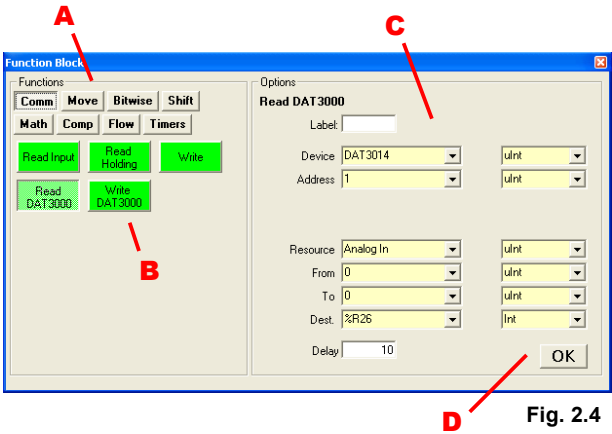 A
C
Function Block
Functions
Comm Move Bitwise Shift
Math Comp Flow Timers
Read Input Read Holding Write
Read DAT3000 Write DAT3000
B
Options
Read DAT3000
Label:
Device DAT3014 uInt
Address 1 uInt
Resource Analog In uInt
From 0 uInt
To 0 uInt
Dest. %R26 Int
Delay 10
OK
D
Fig. 2.4